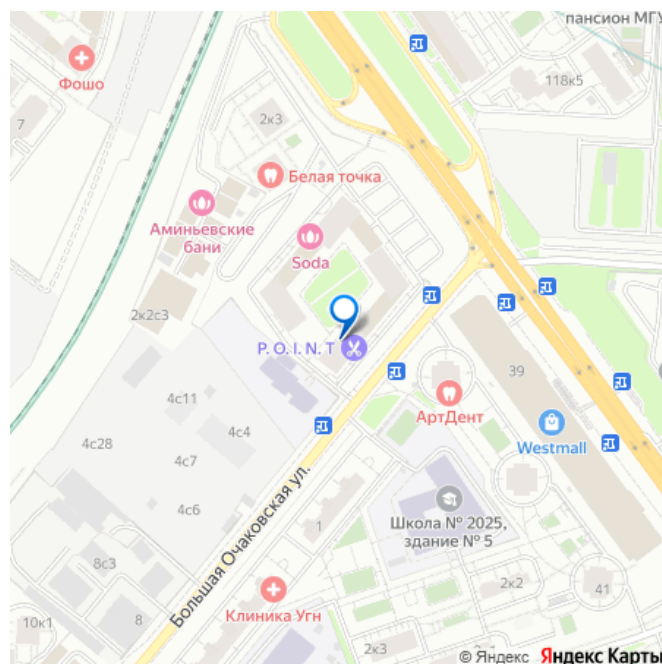 пансион МГУ
Фошо
118к5
7
2к3
Белая точка
Аминьевские
бани
Soda
2к2с3
P. O. I. N. T
39
4с11
АртДент
4с28
4с4
Westmall
4с7
4с6
Школа № 2025,
здание № 5
1
Большая Очаковская ул.
8с3
2к2
41
Клиника Угн
10к1
8
2к3
© Яндекс Яндекс Карты